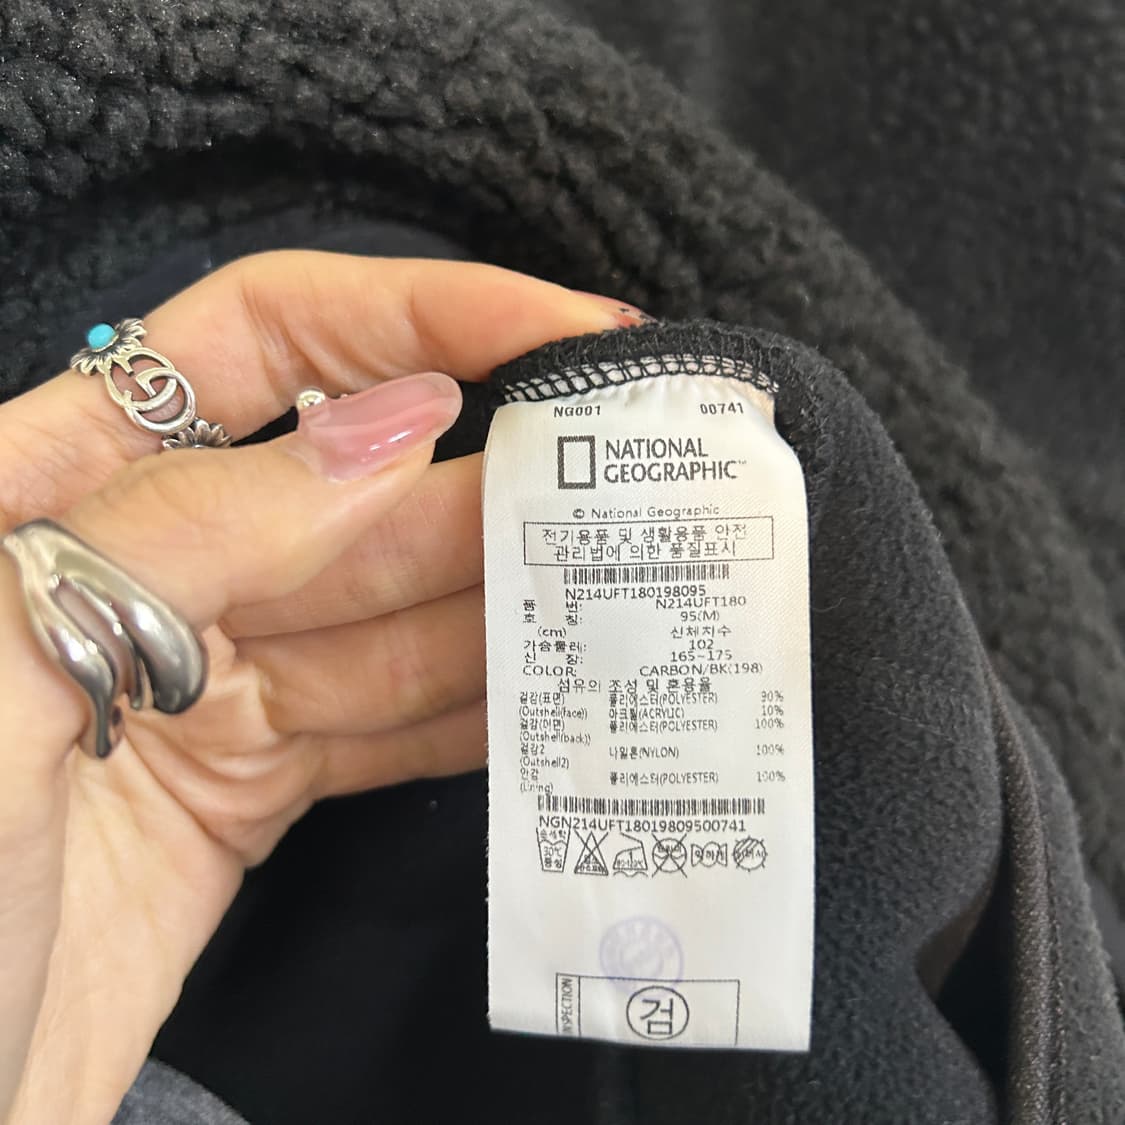 NG001 00741
NATIONAL
GEOGRAPHIC™
© National Geographic
전기용품 및 생활용품 안전
관리법에 의한 품질표시
N214UFT180198095
품 번: N214UFT180
호 칭: 95(M)
(cm) 신체치수
가슴둘레: 102
신 장: 165~175
COLOR: CARBON/BK(198)
섬유의 조성 및 혼용율
겉감(표면) 폴리에스터(POLYESTER) 90%
(Outshell(face)) 아크릴(ACRYLIC) 10%
겉감(이면) 폴리에스터(POLYESTER) 100%
(Outshell(back))
겉감2 나일론(NYLON) 100%
(Outshell2)
안감 폴리에스터(POLYESTER) 100%
(Lining)
NGN214UFT18019809500741
손세탁
30℃
중성
INSPECTION
검